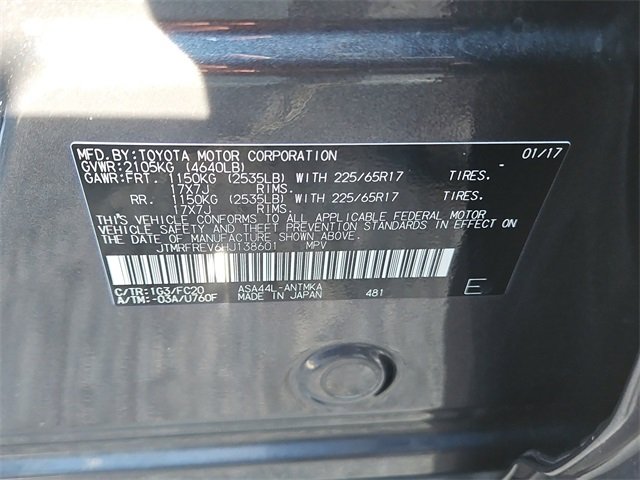 MFD.BY:TOYOTA MOTOR CORPORATION 01/17
GVWR:2105KG (4640LB)
GAWR:FRT. 1150KG (2535LB) WITH 225/65R17 TIRES.
17X7J RIMS.
RR. 1150KG (2535LB) WITH 225/65R17 TIRES.
17X7J RIMS.
THIS VEHICLE CONFORMS TO ALL APPLICABLE FEDERAL MOTOR
VEHICLE SAFETY AND THEFT PREVENTION STANDARDS IN EFFECT ON
THE DATE OF MANUFACTURE SHOWN ABOVE.
JTMRFREV6HJ138601 MPV
C/TR:1G3/FC20 ASA44L-ANTMKA
A/TM:-03A/U760F MADE IN JAPAN 481 E